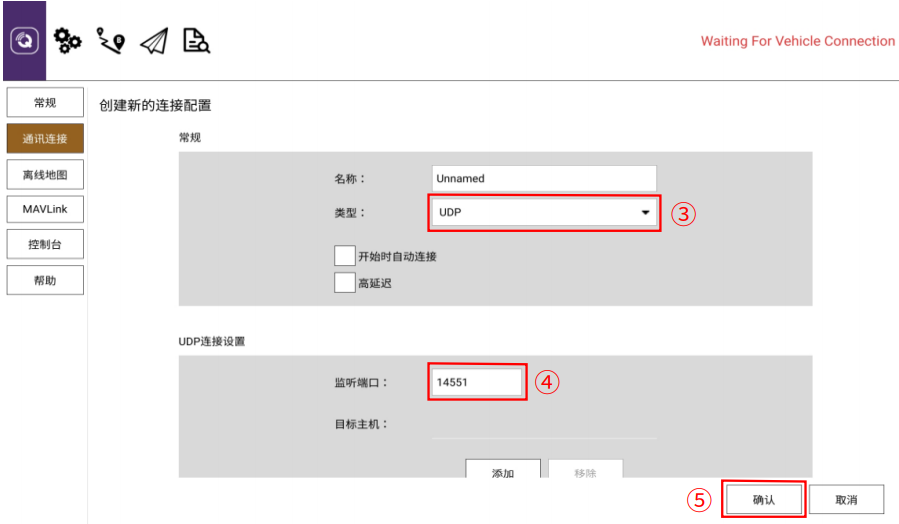 Waiting For Vehicle Connection
常规
通讯连接
离线地图
MAVLink
控制台
帮助
创建新的连接配置
常规
名称： Unnamed
类型： UDP ③
开始时自动连接
高延迟
UDP连接设置
监听端口： 14551 ④
目标主机：
添加 移除
⑤ 确认 取消